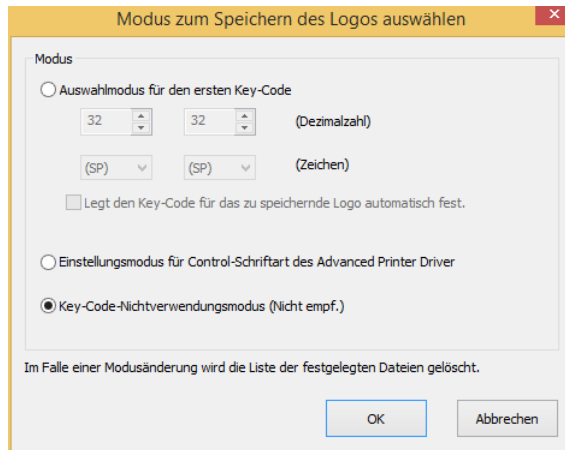 Modus zum Speichern des Logos auswählen
Modus
Auswahlmodus für den ersten Key-Code
32 32 (Dezimalzahl)
(SP) (SP) (Zeichen)
Legt den Key-Code für das zu speichernde Logo automatisch fest.
Einstellungsmodus für Control-Schriftart des Advanced Printer Driver
Key-Code-Nichtverwendungsmodus (Nicht empf.)
Im Falle einer Modusänderung wird die Liste der festgelegten Dateien gelöscht.
OK Abbrechen